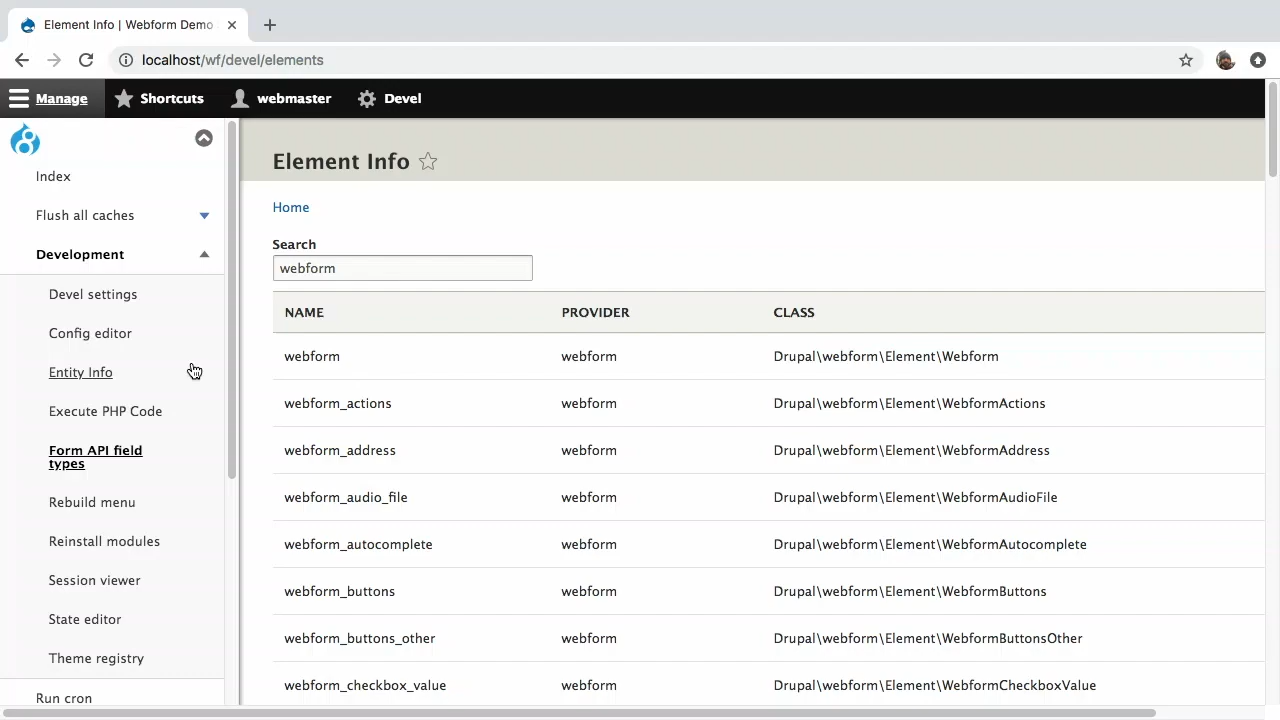 Element Info | Webform Demo
localhost/wf/devel/elements
Manage
Shortcuts
webmaster
Devel
Index
Flush all caches
Development
Devel settings
Config editor
Entity Info
Execute PHP Code
Form API field
types
Rebuild menu
Reinstall modules
Session viewer
State editor
Theme registry
Run cron
Element Info
Home
Search
webform
NAME PROVIDER CLASS
webform webform Drupal\webform\Element\Webform
webform_actions webform Drupal\webform\Element\WebformActions
webform_address webform Drupal\webform\Element\WebformAddress
webform_audio_file webform Drupal\webform\Element\WebformAudioFile
webform_autocomplete webform Drupal\webform\Element\WebformAutocomplete
webform_buttons webform Drupal\webform\Element\WebformButtons
webform_buttons_other webform Drupal\webform\Element\WebformButtonsOther
webform_checkbox_value webform Drupal\webform\Element\WebformCheckboxValue